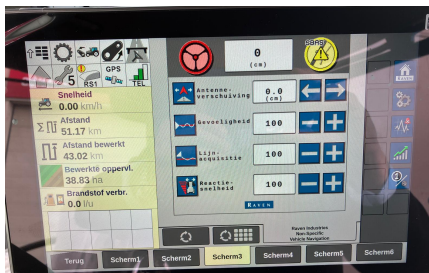 0
(cm)
SBAS
GPS
5
RS1
TEL
Snelheid
0.00 km/h
Afstand
51.17 km
Afstand bewerkt
43.02 km
Bewerkte oppervl.
38.83 ha
Brandstof verbr.
0.0 l/u
Antenne-
verschuiving
0.0
(cm)
Gevoeligheid
100
Lijn-
acquisitie
100
Reactie-
snelheid
100
RAVEN
RAVEN
Raven Industries
Non-Specific
Vehicle Navigation
Terug
Scherm1
Scherm2
Scherm3
Scherm4
Scherm5
Scherm6